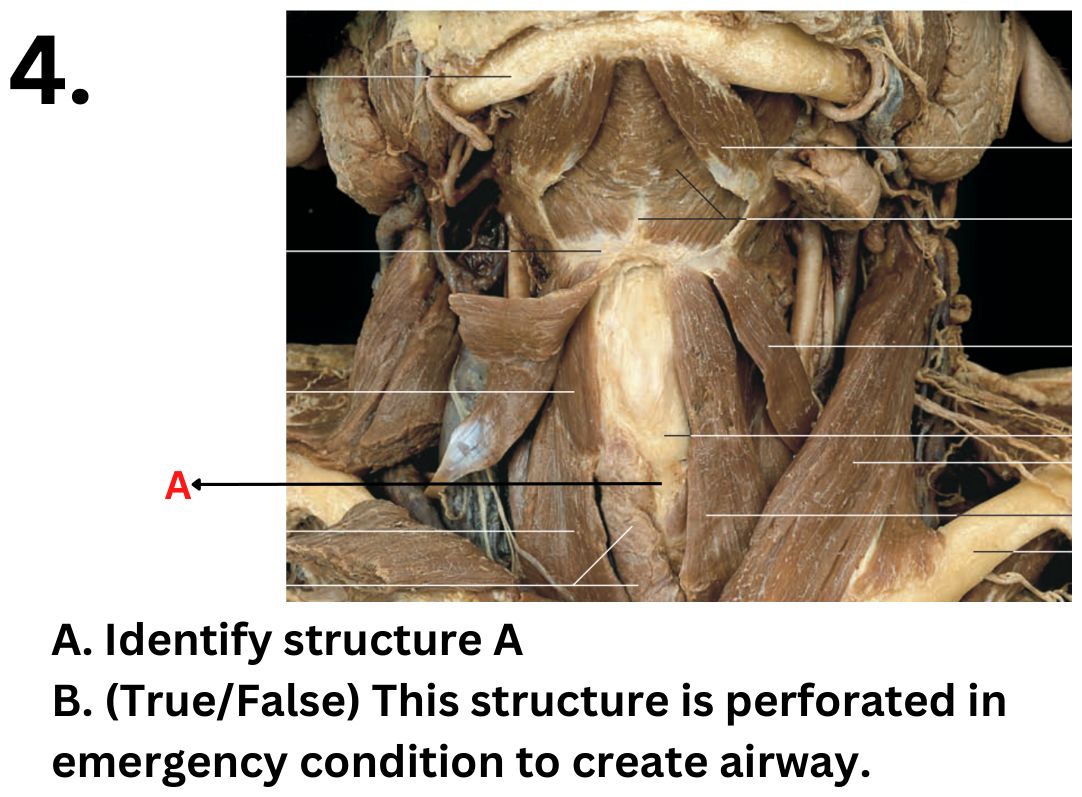 4.
A
A. Identify structure A
B. (True/False) This structure is perforated in
emergency condition to create airway.